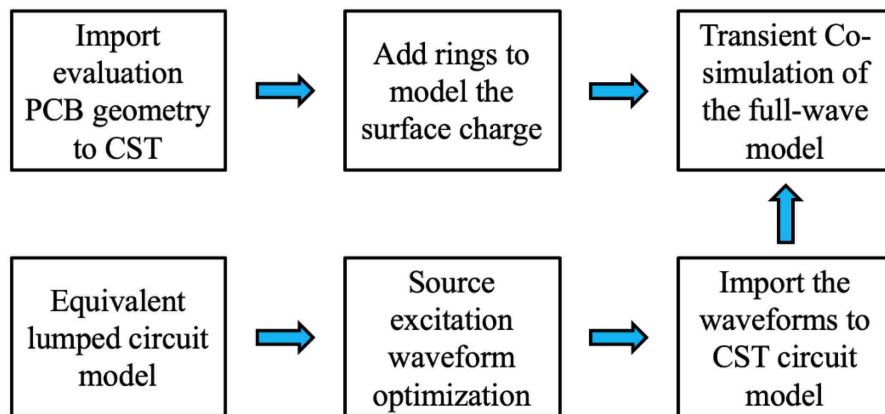 Import
evaluation
PCB geometry
to CST
Add rings to
model the
surface charge
Transient Co-
simulation of
the full-wave
model
Equivalent
lumped circuit
model
Source
excitation
waveform
optimization
Import the
waveforms to
CST circuit
model